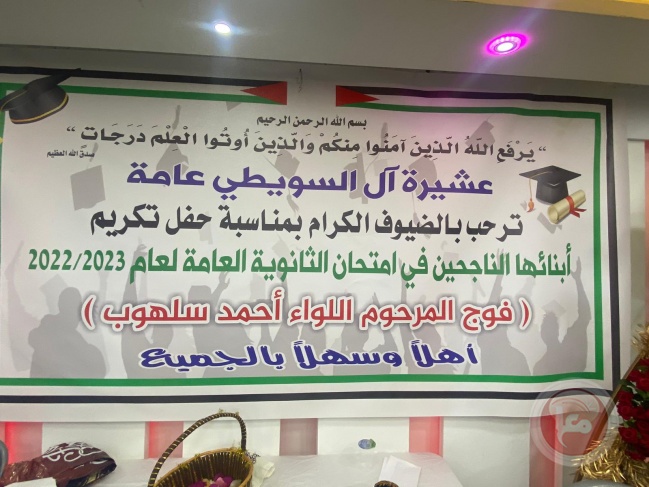 بسم الله الرحمن الرحيم
" يَرْفَعِ اللهُ الَّذِينَ آمَنُوا مِنكُمْ وَالَّذِينَ أُوتُوا الْعِلْمَ دَرَجَاتٍ "
صدق الله العظيم
عشيرة آل السويطي عامة
ترحب بالضيوف الكرام بمناسبة حفل تكريم
أبنائها الناجحين في امتحان الثانوية العامة لعام 2022/2023
( فوج المرحوم اللواء أحمد سلهوب )
أهلاً وسهلاً بالجميع